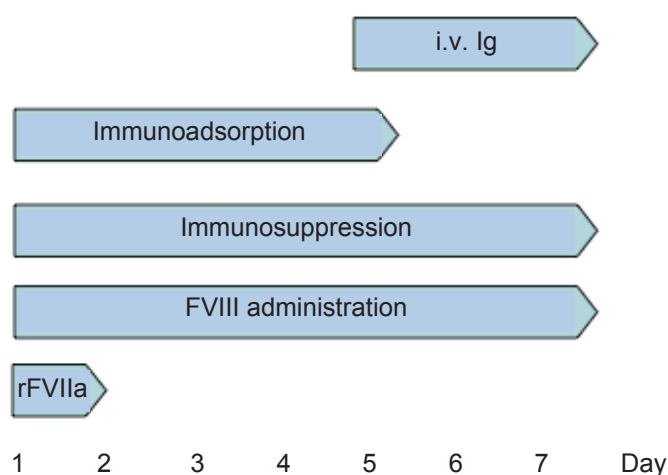 i.v. Ig
Immunoadsorption
Immunosuppression
FVIII administration
rFVIIa
1 2 3 4 5 6 7 Day